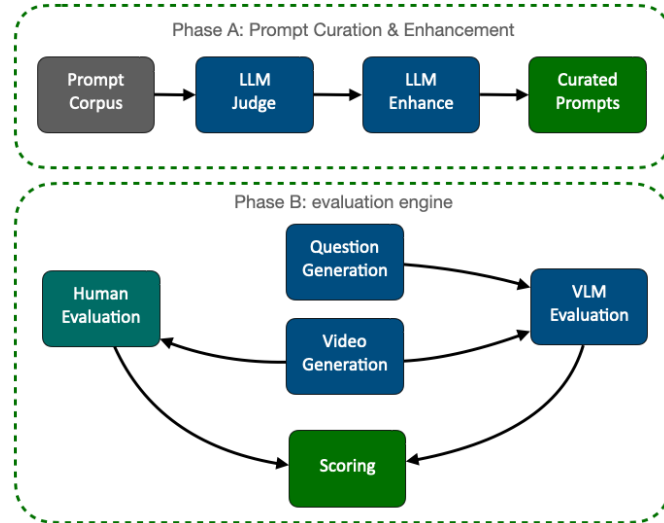 Phase A: Prompt Curation & Enhancement
Prompt
Corpus
LLM
Judge
LLM
Enhance
Curated
Prompts
Phase B: evaluation engine
Question
Generation
Human
Evaluation
VLM
Evaluation
Video
Generation
Scoring